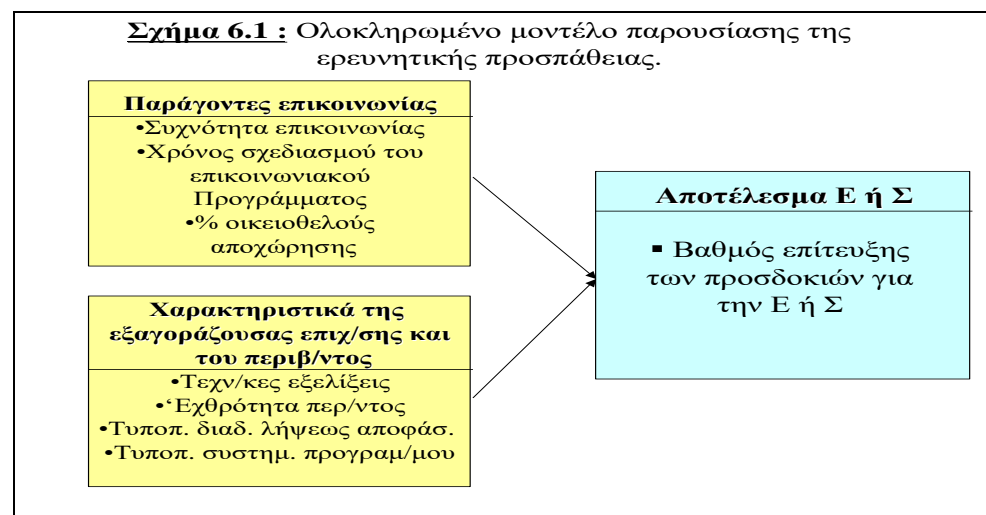 Σχήμα 6.1 : Ολοκληρωμένο μοντέλο παρουσίασης της
ερευνητικής προσπάθειας.
Παράγοντες επικοινωνίας
•Συχνότητα επικοινωνίας
•Χρόνος σχεδιασμού του
επικοινωνιακού
Προγράμματος
•% οικειοθελούς
αποχώρησης
Χαρακτηριστικά της
εξαγοράζουσας επιχ/σης και
του περιβ/ντος
•Τεχν/κες εξελίξεις
•‘Εχθρότητα περ/ντος
•Τυποπ. διαδ. λήψεως αποφάσ.
•Τυποπ. συστημ. προγραμ/μου
Αποτέλεσμα Ε ή Σ
▪ Βαθμός επίτευξης
των προσδοκιών για
την Ε ή Σ